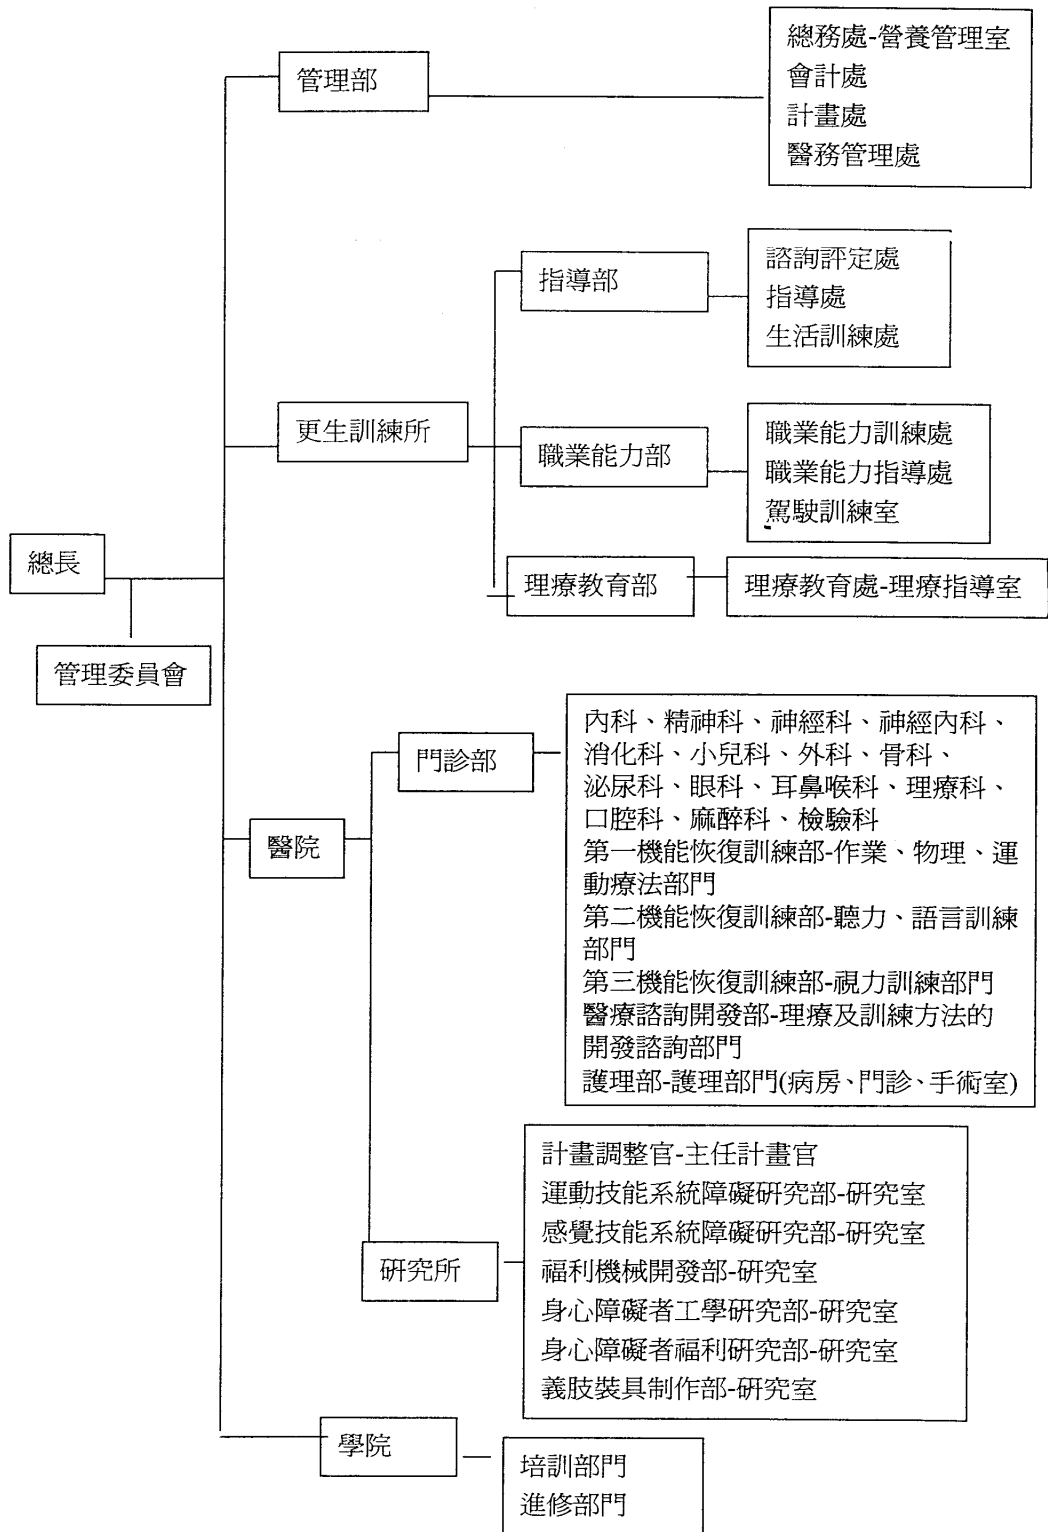 總務處-營養管理室
會計處
計畫處
醫務管理處
管理部
諮詢評定處
指導處
生活訓練處
指導部
更生訓練所
職業能力部
職業能力訓練處
職業能力指導處
駕駛訓練室
總長
理療教育部
理療教育處-理療指導室
管理委員會
內科、精神科、神經科、神經內科、
消化科、小兒科、外科、骨科、
泌尿科、眼科、耳鼻喉科、理療科、
口腔科、麻醉科、檢驗科
第一機能恢復訓練部-作業、物理、運
動療法部門
第二機能恢復訓練部-聽力、語言訓練
部門
第三機能恢復訓練部-視力訓練部門
醫療諮詢開發部-理療及訓練方法的
開發諮詢部門
護理部-護理部門(病房、門診、手術室)
門診部
醫院
計畫調整官-主任計畫官
運動技能系統障礙研究部-研究室
感覺技能系統障礙研究部-研究室
福利機械開發部-研究室
身心障礙者工學研究部-研究室
身心障礙者福利研究部-研究室
義肢裝具制作部-研究室
研究所
學院
培訓部門
進修部門